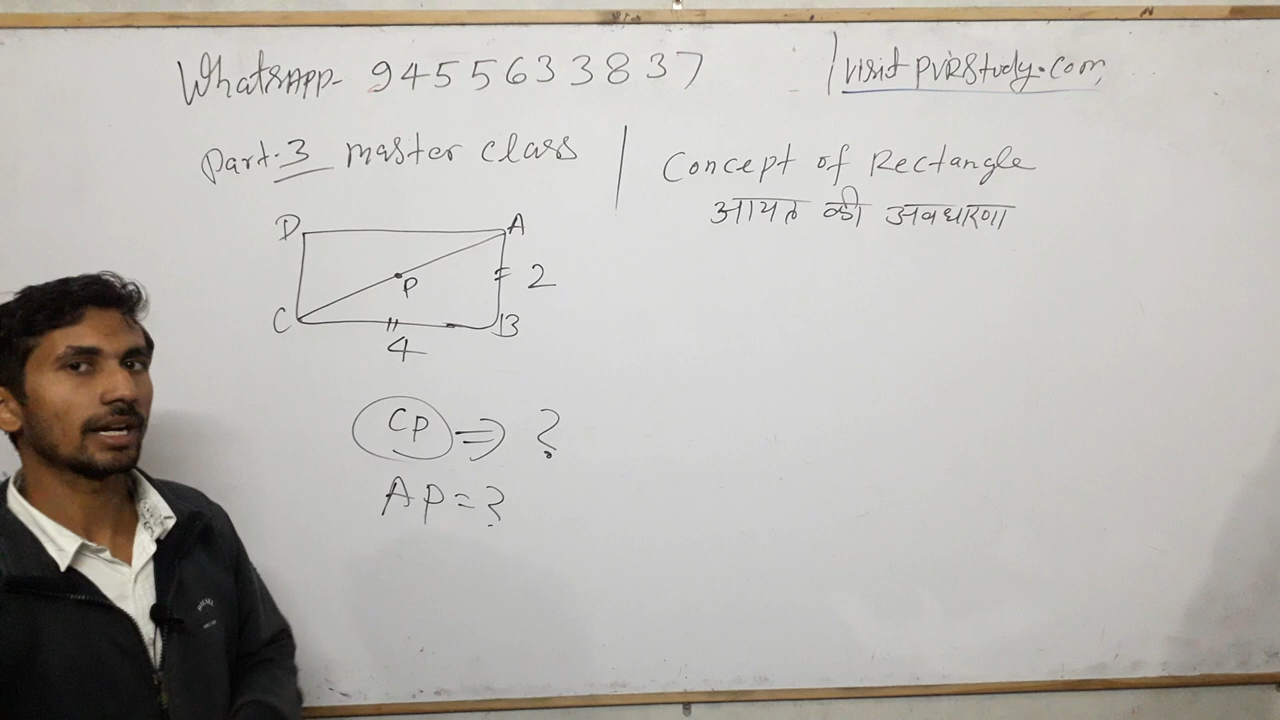 WhatsAPP- 9455633837
visit PVRStudy.com,
Part-3 master class
Concept of Rectangle
आयत की अवधारणा
D A
P 2
C B
4
CP ⇒ ?
AP = ?
DIESEL